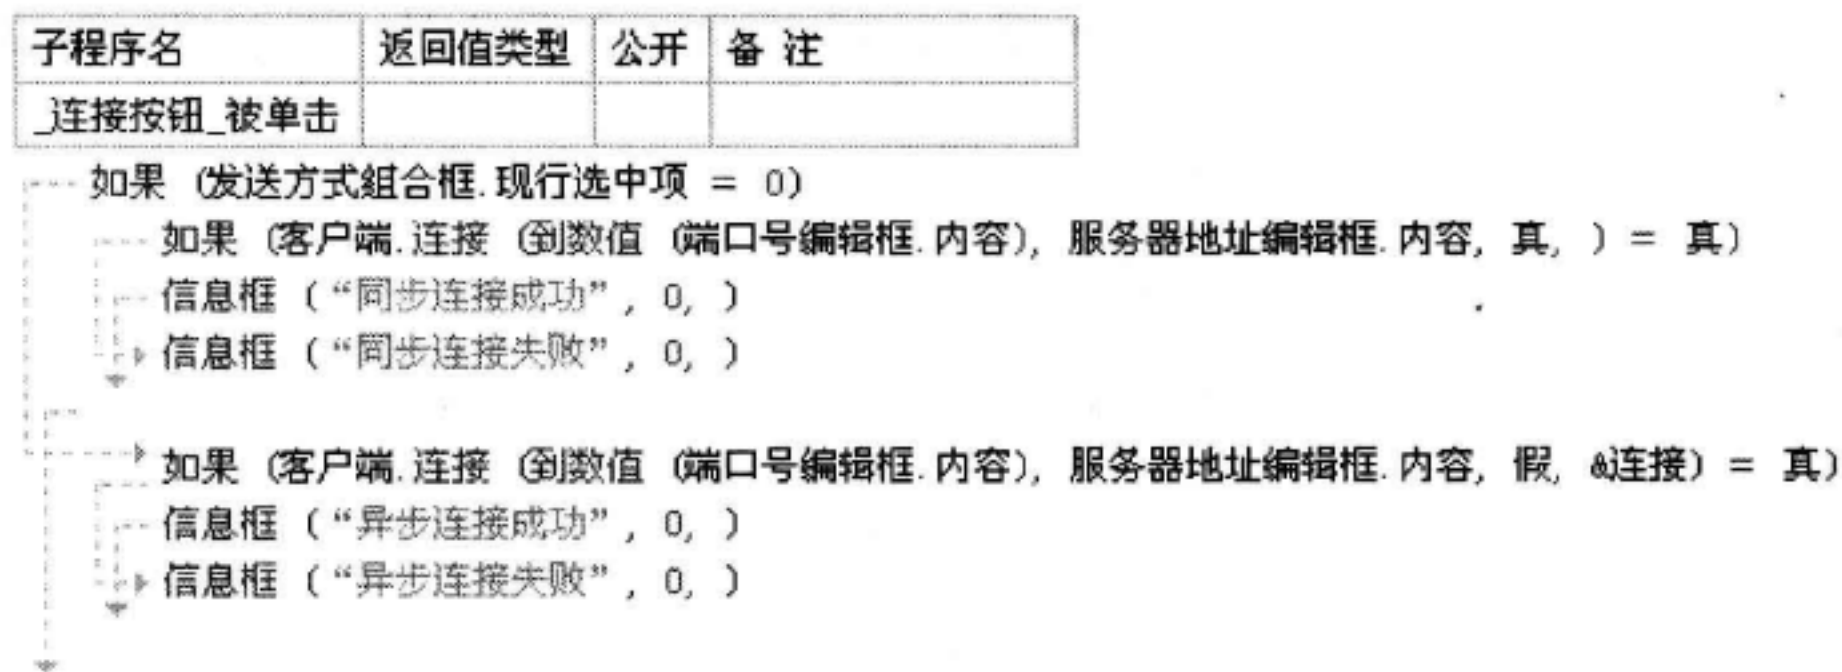 子程序名 返回值类型 公开 备 注
_连接按钮_被单击
如果 (发送方式组合框.现行选中项 = 0)
如果 (客户端.连接 (到数值 (端口号编辑框.内容), 服务器地址编辑框.内容, 真, ) = 真)
信息框 (“同步连接成功”, 0, )
信息框 (“同步连接失败”, 0, )
如果 (客户端.连接 (到数值 (端口号编辑框.内容), 服务器地址编辑框.内容, 假, &连接) = 真)
信息框 (“异步连接成功”, 0, )
信息框 (“异步连接失败”, 0, )